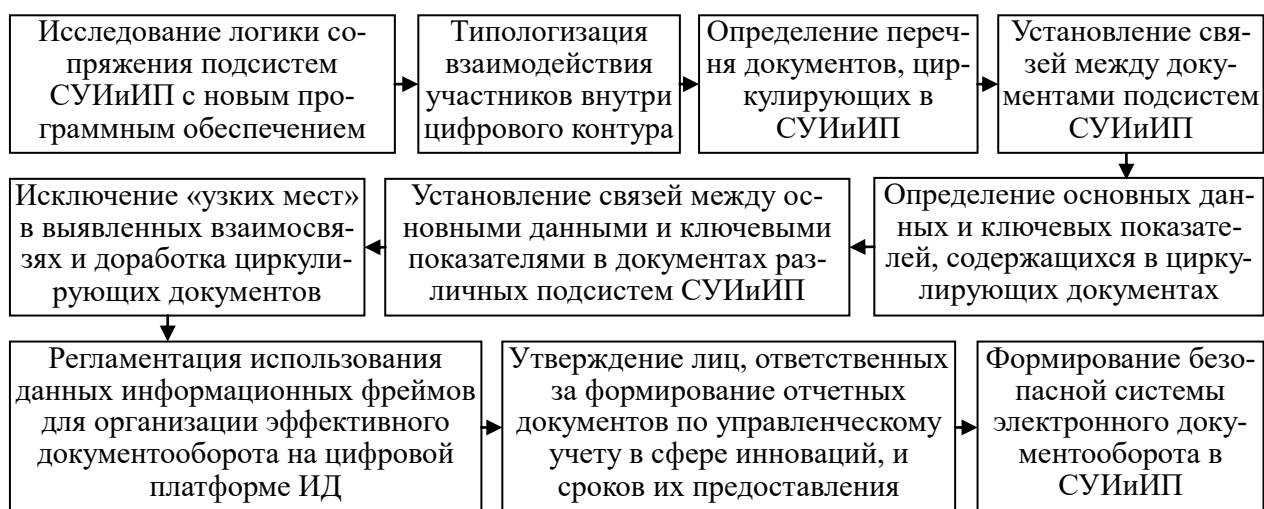 Исследование логики со-
пряжения подсистем
СУИиИП с новым про-
граммным обеспечением
Типологизация
взаимодействия
участников внутри
цифрового контура
Определение переч-
ня документов, цир-
кулирующих в
СУИиИП
Установление свя-
зей между доку-
ментами подсистем
СУИиИП
Определение основных дан-
ных и ключевых показате-
лей, содержащихся в цирку-
лирующих документах
Установление связей между ос-
новными данными и ключевыми
показателями в документах раз-
личных подсистем СУИиИП
Исключение «узких мест»
в выявленных взаимосвя-
зях и доработка циркули-
рующих документов
Регламентация использования
данных информационных фреймов
для организации эффективного
документооборота на цифровой
платформе ИД
Утверждение лиц, ответственных
за формирование отчетных
документов по управленческому
учету в сфере инноваций, и
сроков их предоставления
Формирование безо-
пасной системы
электронного доку-
ментооборота в
СУИиИП